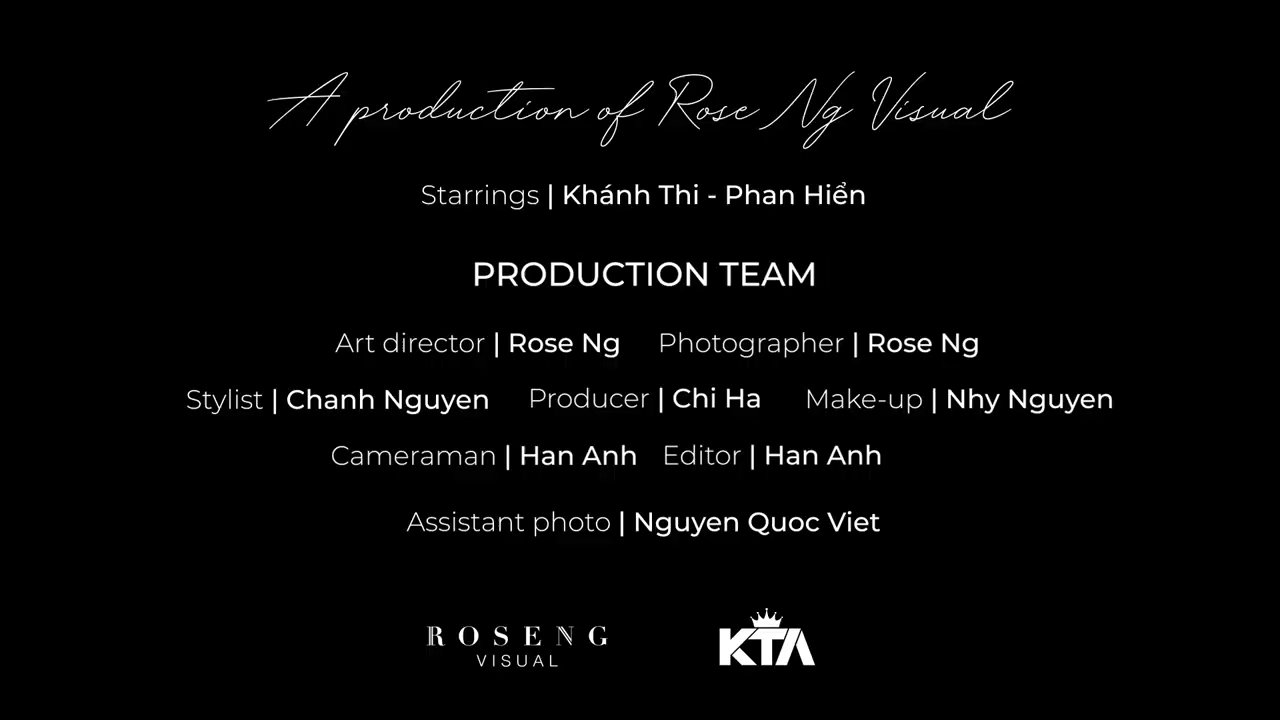 A production of Rose Ng Visual
Starrings | Khánh Thi - Phan Hiển
PRODUCTION TEAM
Art director | Rose Ng Photographer | Rose Ng
Stylist | Chanh Nguyen Producer | Chi Ha Make-up | Nhy Nguyen
Cameraman | Han Anh Editor | Han Anh
Assistant photo | Nguyen Quoc Viet
ROSENG KTA
VISUAL